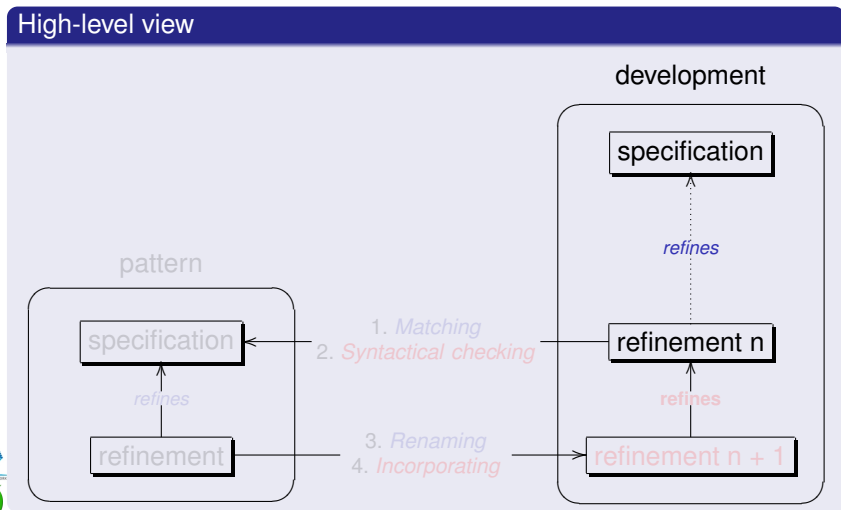 High-level view
development
specification
refines
pattern
specification
1. Matching
2. Syntactical checking
refinement n
refines
refines
refinement
3. Renaming
4. Incorporating
refinement n + 1